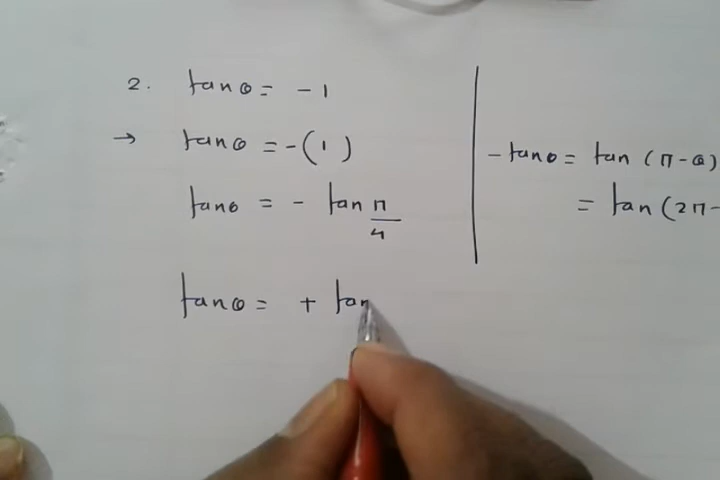 2. tanθ = -1
→ tanθ = -(1)
tanθ = - tan π/4
tanθ = + tan
-tanθ = tan (π-θ)
= tan (2π-